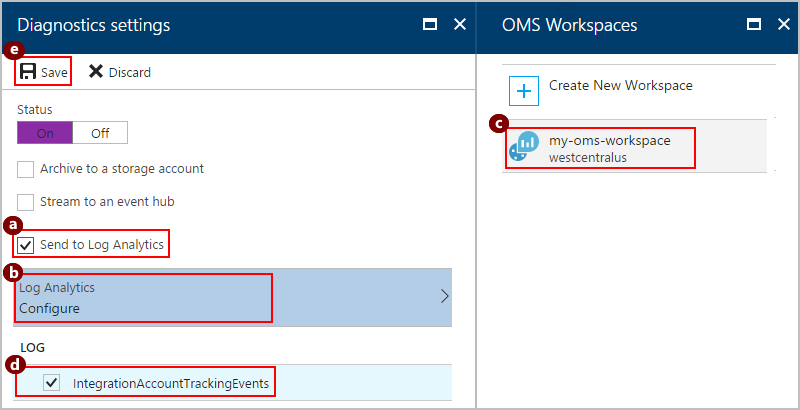 Diagnostics settings
e
Save
Discard
Status
On
Off
Archive to a storage account
Stream to an event hub
a
Send to Log Analytics
b
Log Analytics
Configure
LOG
d
IntegrationAccountTrackingEvents
OMS Workspaces
Create New Workspace
c
my-oms-workspace
westcentralus